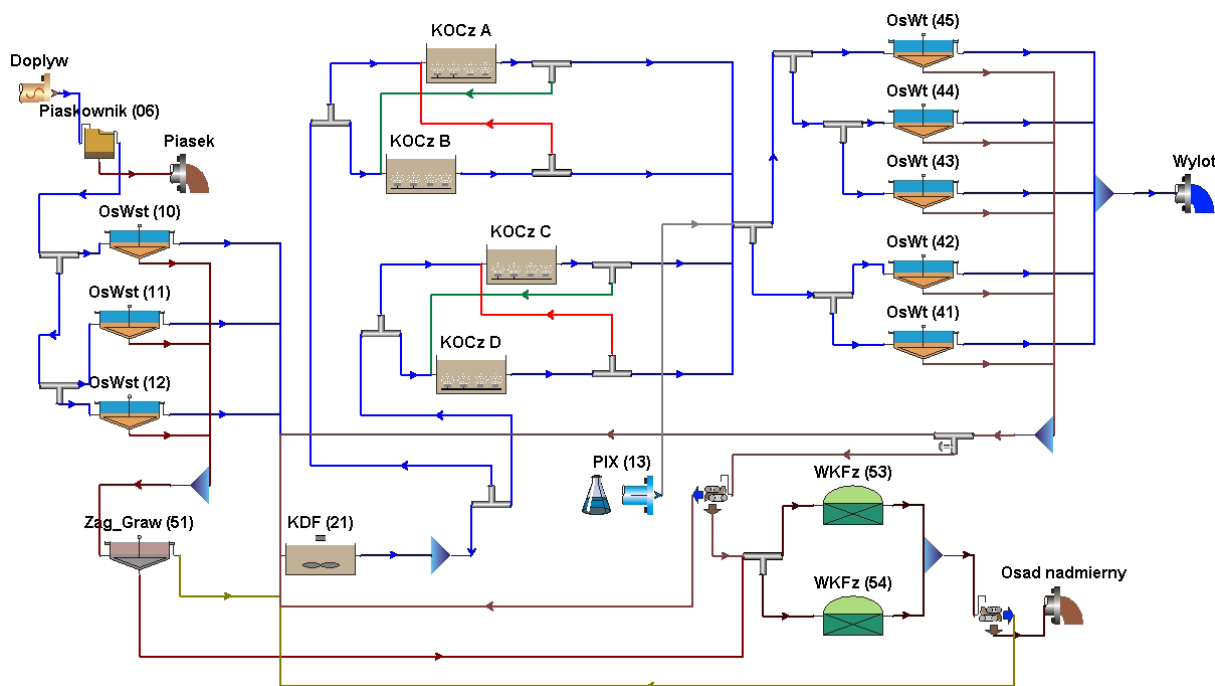 Doplyw
Piaskownik (06)
Piasek
OsWst (10)
OsWst (11)
OsWst (12)
Zag_Graw (51)
KDF (21)
KOCz A
KOCz B
KOCz C
KOCz D
PIX (13)
OsWt (45)
OsWt (44)
OsWt (43)
OsWt (42)
OsWt (41)
Wylot
WKFz (53)
WKFz (54)
Osad nadmierny